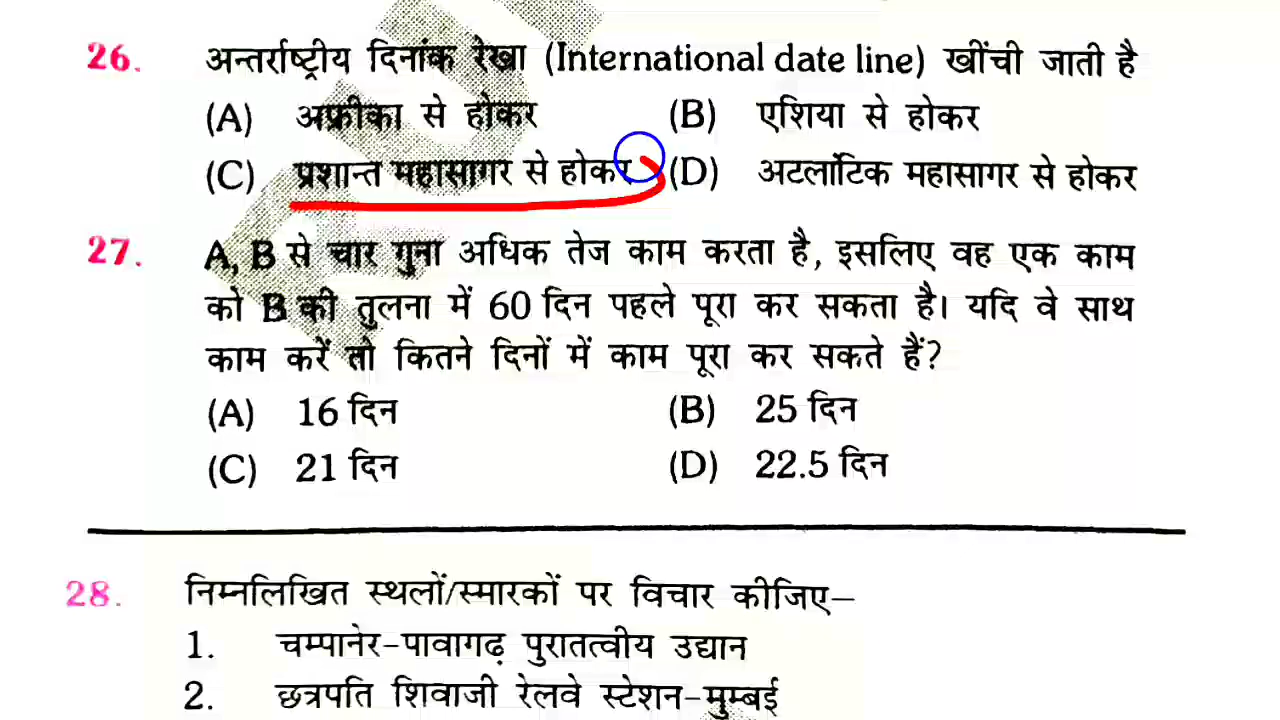 26. अन्तर्राष्ट्रीय दिनांक रेखा (International date line) खींची जाती है
(A) अफ्रीका से होकर (B) एशिया से होकर
(C) प्रशान्त महासागर से होकर (D) अटलांटिक महासागर से होकर
27. A, B से चार गुना अधिक तेज काम करता है, इसलिए वह एक काम
को B की तुलना में 60 दिन पहले पूरा कर सकता है। यदि वे साथ
काम करें तो कितने दिनों में काम पूरा कर सकते हैं?
(A) 16 दिन (B) 25 दिन
(C) 21 दिन (D) 22.5 दिन
28. निम्नलिखित स्थलों/स्मारकों पर विचार कीजिए–
1. चम्पानेर-पावागढ़ पुरातत्वीय उद्यान
2. छत्रपति शिवाजी रेलवे स्टेशन-मुम्बई